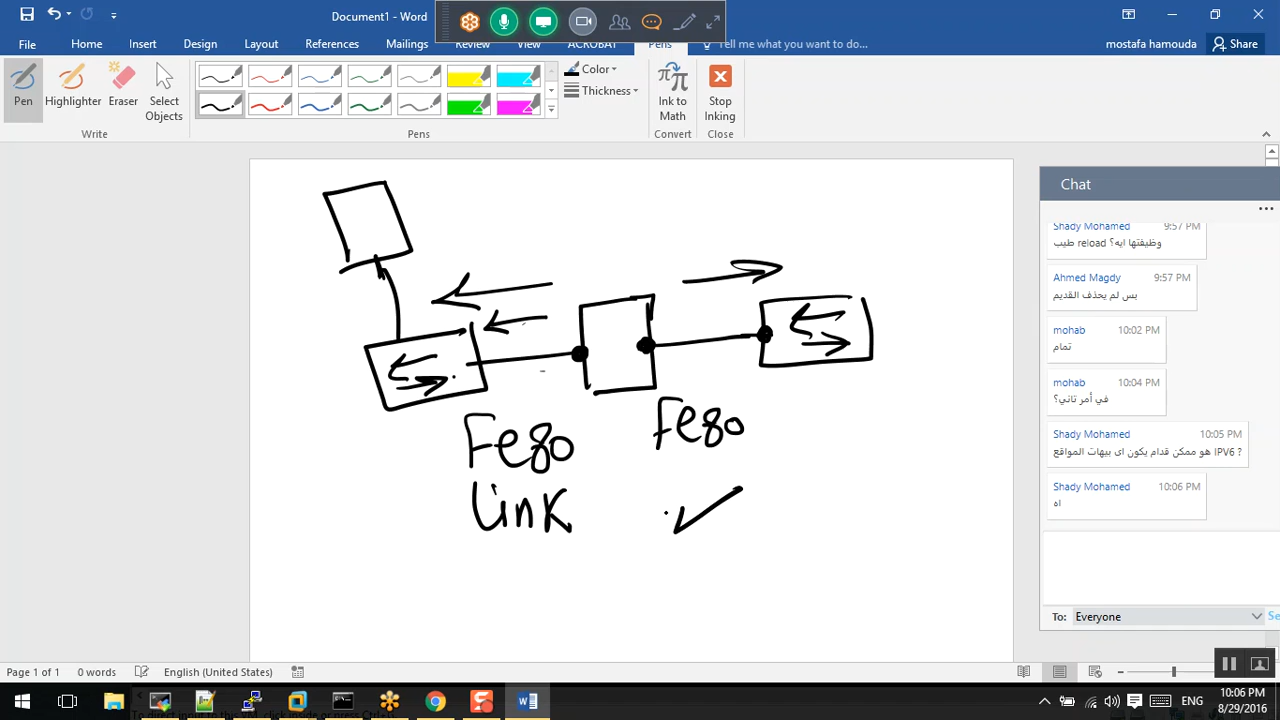 Document1 - Word
File
Home
Insert
Design
Layout
References
Mailings
Review
View
ACROBAT
Pens
Tell me what you want to do...
mostafa hamouda
Share
Pen
Highlighter
Eraser
Select Objects
Color
Thickness
Ink to Math
Stop Inking
Write
Pens
Convert
Close
Fe80
Fe80
Link
Chat
Shady Mohamed 9:57 PM
طيب reload وظيفتها ايه؟
Ahmed Magdy 9:57 PM
بس لم يحذف القديم
mohab 10:02 PM
تمام
mohab 10:04 PM
في أمر تاني؟
Shady Mohamed 10:05 PM
هو ممكن قدام يكون اى بيهات المواقع IPV6 ?
Shady Mohamed 10:06 PM
اه
To: Everyone
Se
Page 1 of 1
0 words
English (United States)
ENG
10:06 PM
8/29/2016